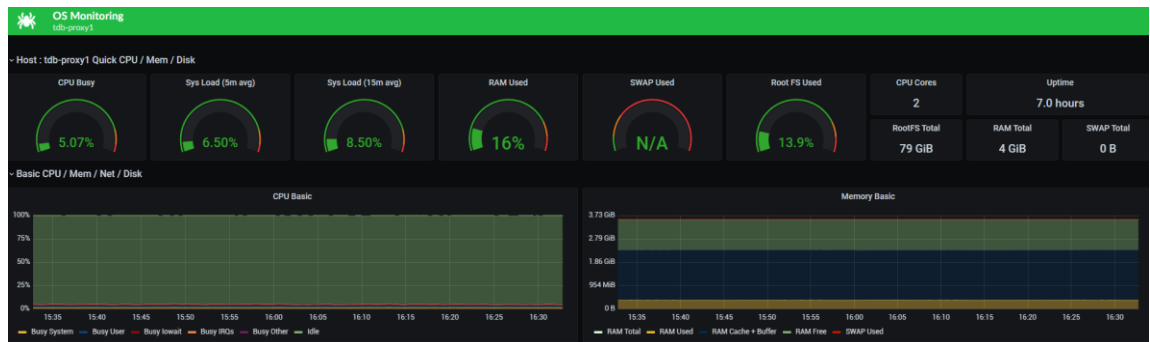 OS Monitoring
tdb-proxy1
Host : tdb-proxy1 Quick CPU / Mem / Disk
CPU Busy
Sys Load (5m avg)
Sys Load (15m avg)
RAM Used
SWAP Used
Root FS Used
CPU Cores
Uptime
5.07%
6.50%
8.50%
16%
N/A
13.9%
2
7.0 hours
RootFS Total
RAM Total
SWAP Total
79 GiB
4 GiB
0 B
Basic CPU / Mem / Net / Disk
CPU Basic
100%
75%
50%
25%
0%
15:35 15:40 15:45 15:50 15:55 16:00 16:05 16:10 16:15 16:20 16:25 16:30
Busy System Busy User Busy Iowait Busy IRQs Busy Other Idle
Memory Basic
3.73 GiB
2.79 GiB
1.86 GiB
954 MiB
0 B
15:35 15:40 15:45 15:50 15:55 16:00 16:05 16:10 16:15 16:20 16:25 16:30
RAM Total RAM Used RAM Cache + Buffer RAM Free SWAP Used